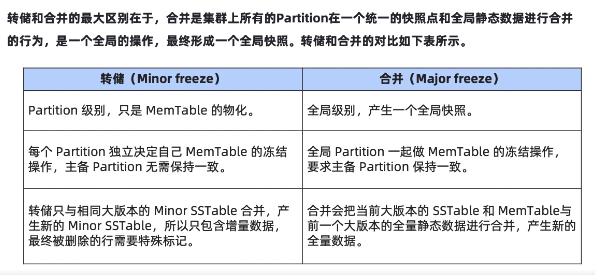 转储和合并的最大区别在于，合并是集群上所有的Partition在一个统一的快照点和全局静态数据进行合并
的行为，是一个全局的操作，最终形成一个全局快照。转储和合并的对比如下表所示。
转储（Minor freeze）
合并（Major freeze）
Partition 级别，只是 MemTable 的物化。
全局级别，产生一个全局快照。
每个 Partition 独立决定自己 MemTable 的冻结
操作，主备 Partition 无需保持一致。
全局 Partition 一起做 MemTable 的冻结操作，
要求主备 Partition 保持一致。
转储只与相同大版本的 Minor SSTable 合并，产
生新的 Minor SSTable，所以只包含增量数据，
最终被删除的行需要特殊标记。
合并会把当前大版本的 SSTable 和 MemTable与
前一个大版本的全量静态数据进行合并，产生新的
全量数据。